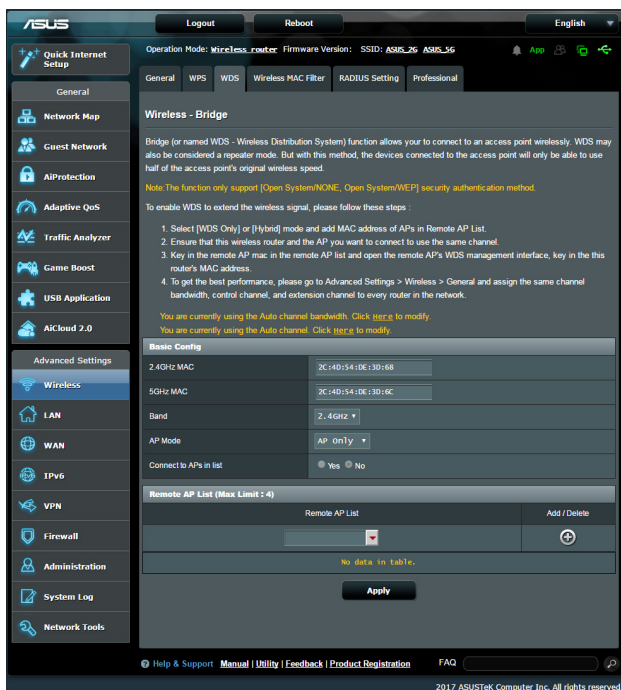 ASUS
Logout
Reboot
English
Quick Internet Setup
Operation Mode: Wireless router Firmware Version: SSID: ASUS_2G ASUS_5G
App
General
WPS
WDS
Wireless MAC Filter
RADIUS Setting
Professional
General
Network Map
Guest Network
AiProtection
Adaptive QoS
Traffic Analyzer
Game Boost
USB Application
AiCloud 2.0
Advanced Settings
Wireless
LAN
WAN
IPv6
VPN
Firewall
Administration
System Log
Network Tools
Wireless - Bridge
Bridge (or named WDS - Wireless Distribution System) function allows your to connect to an access point wirelessly. WDS may
also be considered a repeater mode. But with this method, the devices connected to the access point will only be able to use
half of the access point's original wireless speed.
Note:The function only support [Open System/NONE, Open System/WEP] security authentication method.
To enable WDS to extend the wireless signal, please follow these steps :
1. Select [WDS Only] or [Hybrid] mode and add MAC address of APs in Remote AP List.
2. Ensure that this wireless router and the AP you want to connect to use the same channel.
3. Key in the remote AP mac in the remote AP list and open the remote AP's WDS management interface, key in the this
router's MAC address.
4. To get the best performance, please go to Advanced Settings > Wireless > General and assign the same channel
bandwidth, control channel, and extension channel to every router in the network.
You are currently using the Auto channel bandwidth. Click Here to modify.
You are currently using the Auto channel. Click Here to modify.
Basic Config
2.4GHz MAC 2C:4D:54:DE:3D:68
5GHz MAC 2C:4D:54:DE:3D:6C
Band 2.4GHz
AP Mode AP Only
Connect to APs in list Yes No
Remote AP List (Max Limit : 4)
Remote AP List Add / Delete
No data in table.
Apply
Help & Support Manual | Utility | Feedback | Product Registration FAQ
2017 ASUSTeK Computer Inc. All rights reserved